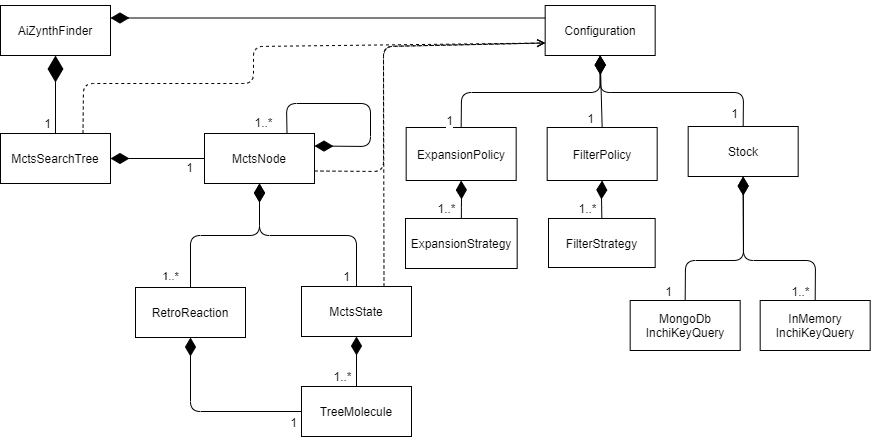 AiZynthFinder
Configuration
1
1..*
1
1
1
MctsSearchTree
MctsNode
ExpansionPolicy
FilterPolicy
Stock
1
1..*
1..*
ExpansionStrategy
FilterStrategy
1..*
1
1
1..*
RetroReaction
MctsState
MongoDb
InchiKeyQuery
InMemory
InchiKeyQuery
1..*
TreeMolecule
1